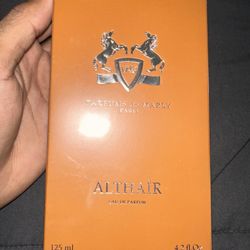 PARFUMS de MARLY
PARIS
ALTHAÏR
EAU DE PARFUM
125 ml
4.2 fl.oz.